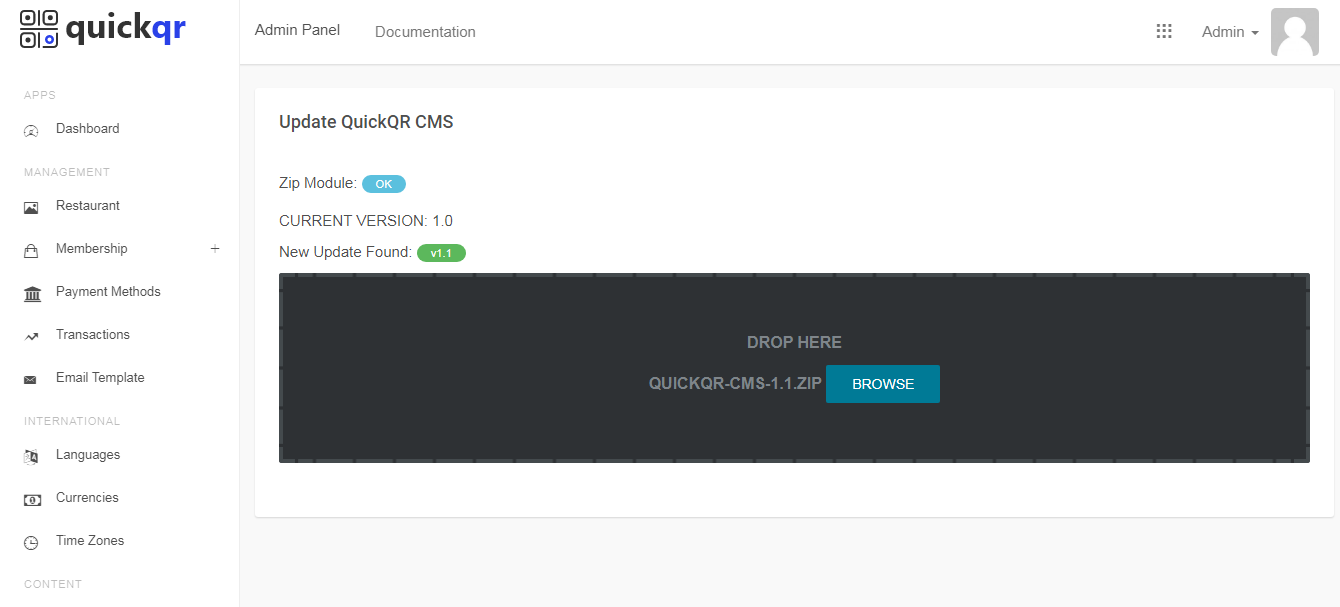 quickqr
Admin Panel
Documentation
Admin
APPS
Dashboard
MANAGEMENT
Restaurant
Membership +
Payment Methods
Transactions
Email Template
INTERNATIONAL
Languages
Currencies
Time Zones
CONTENT
Update QuickQR CMS
Zip Module: OK
CURRENT VERSION: 1.0
New Update Found: v1.1
DROP HERE
QUICKQR-CMS-1.1.ZIP BROWSE